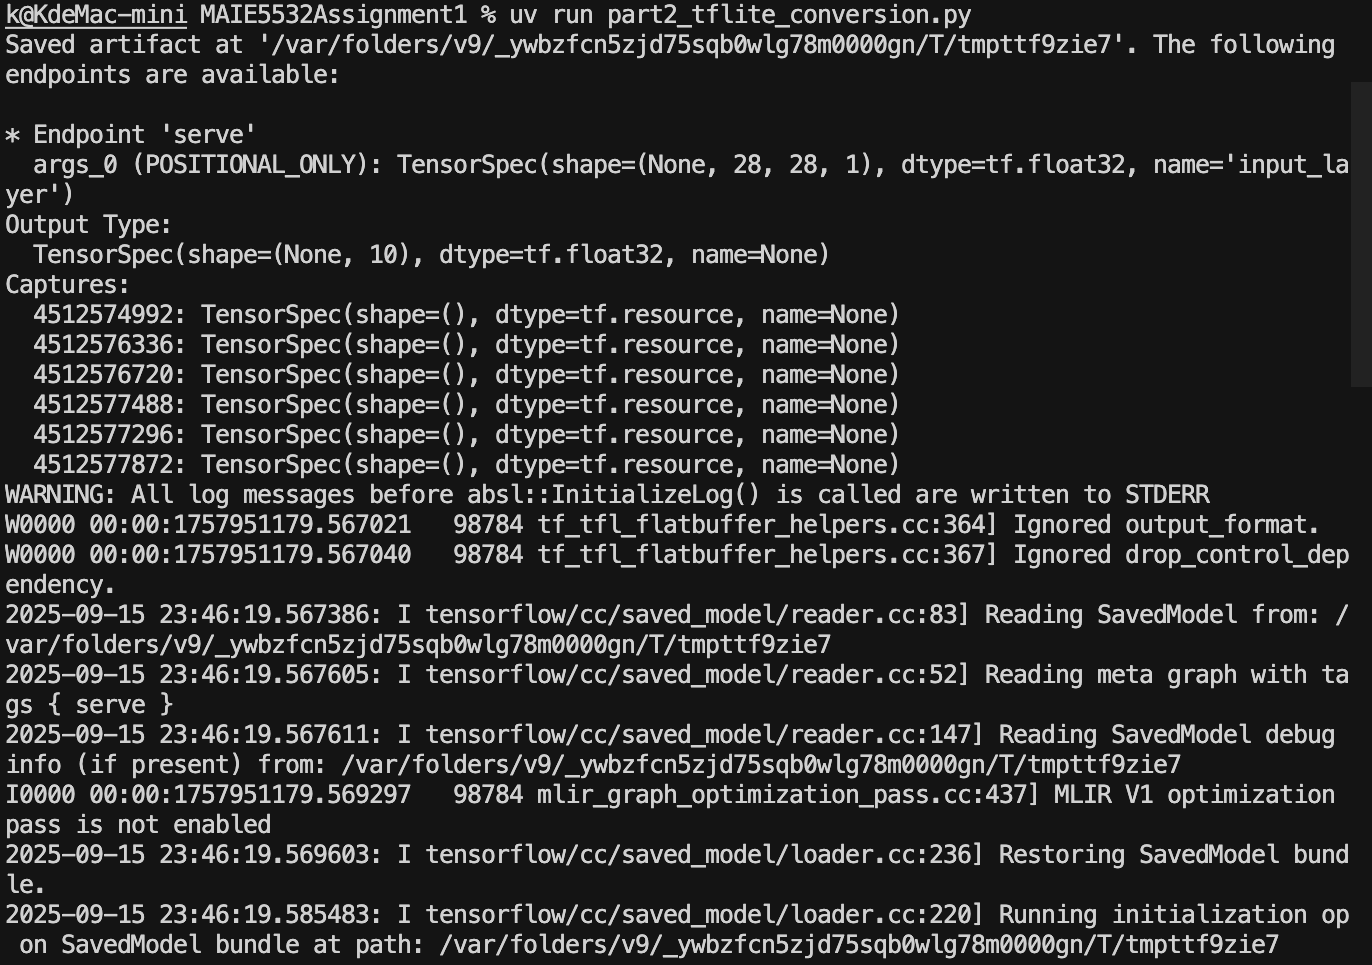 k@KdeMac-mini MAIE5532Assignment1 % uv run part2_tflite_conversion.py
Saved artifact at '/var/folders/v9/_ywbzfcn5zjd75sqb0wlg78m0000gn/T/tmpttf9zie7'. The following
endpoints are available:

* Endpoint 'serve'
  args_0 (POSITIONAL_ONLY): TensorSpec(shape=(None, 28, 28, 1), dtype=tf.float32, name='input_la
yer')
Output Type:
  TensorSpec(shape=(None, 10), dtype=tf.float32, name=None)
Captures:
  4512574992: TensorSpec(shape=(), dtype=tf.resource, name=None)
  4512576336: TensorSpec(shape=(), dtype=tf.resource, name=None)
  4512576720: TensorSpec(shape=(), dtype=tf.resource, name=None)
  4512577488: TensorSpec(shape=(), dtype=tf.resource, name=None)
  4512577296: TensorSpec(shape=(), dtype=tf.resource, name=None)
  4512577872: TensorSpec(shape=(), dtype=tf.resource, name=None)
WARNING: All log messages before absl::InitializeLog() is called are written to STDERR
W0000 00:00:1757951179.567021   98784 tf_tfl_flatbuffer_helpers.cc:364] Ignored output_format.
W0000 00:00:1757951179.567040   98784 tf_tfl_flatbuffer_helpers.cc:367] Ignored drop_control_dep
endency.
2025-09-15 23:46:19.567386: I tensorflow/cc/saved_model/reader.cc:83] Reading SavedModel from: /
var/folders/v9/_ywbzfcn5zjd75sqb0wlg78m0000gn/T/tmpttf9zie7
2025-09-15 23:46:19.567605: I tensorflow/cc/saved_model/reader.cc:52] Reading meta graph with ta
gs { serve }
2025-09-15 23:46:19.567611: I tensorflow/cc/saved_model/reader.cc:147] Reading SavedModel debug
info (if present) from: /var/folders/v9/_ywbzfcn5zjd75sqb0wlg78m0000gn/T/tmpttf9zie7
I0000 00:00:1757951179.569297   98784 mlir_graph_optimization_pass.cc:437] MLIR V1 optimization
pass is not enabled
2025-09-15 23:46:19.569603: I tensorflow/cc/saved_model/loader.cc:236] Restoring SavedModel bund
le.
2025-09-15 23:46:19.585483: I tensorflow/cc/saved_model/loader.cc:220] Running initialization op
 on SavedModel bundle at path: /var/folders/v9/_ywbzfcn5zjd75sqb0wlg78m0000gn/T/tmpttf9zie7